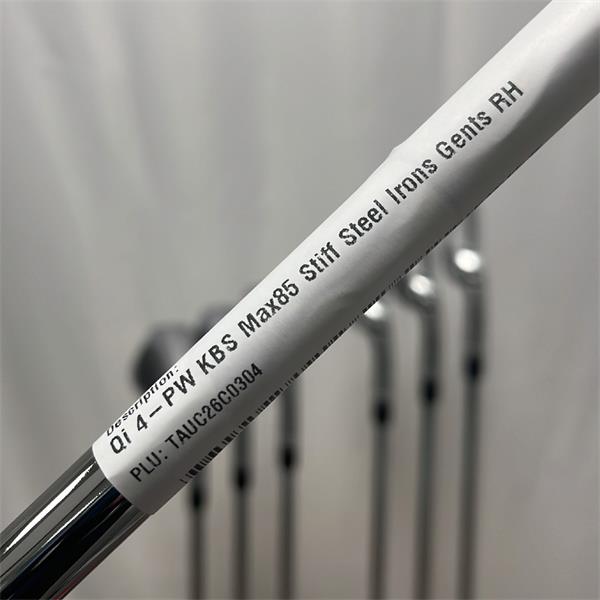 Description:
Qi 4-PW KBS Max85 Stiff Steel Irons Gents RH
PLU: TAUC26C0304